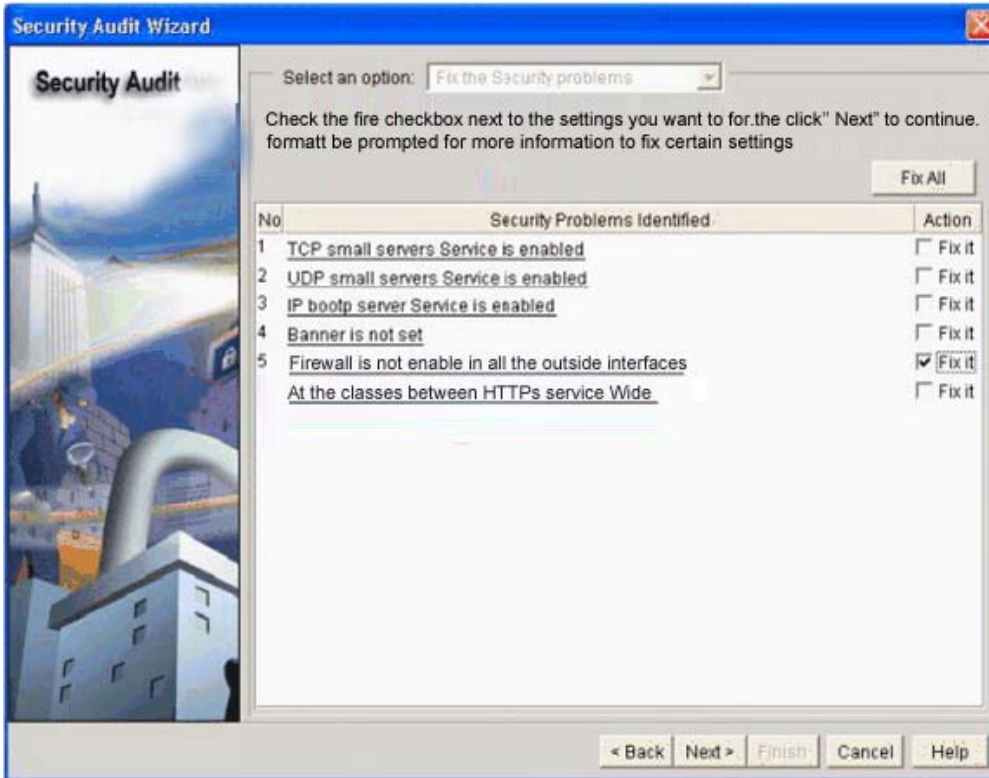 Security Audit Wizard
Security Audit
Select an option: Fix the Security problems
Check the fire checkbox next to the settings you want to for.the click" Next" to continue.
formatt be prompted for more information to fix certain settings
Fix All
No Security Problems Identified Action
1 TCP small servers Service is enabled Fix it
2 UDP small servers Service is enabled Fix it
3 IP bootp server Service is enabled Fix it
4 Banner is not set Fix it
5 Firewall is not enable in all the outside interfaces Fix it
At the classes between HTTPs service Wide Fix it
< Back Next > Finish Cancel Help